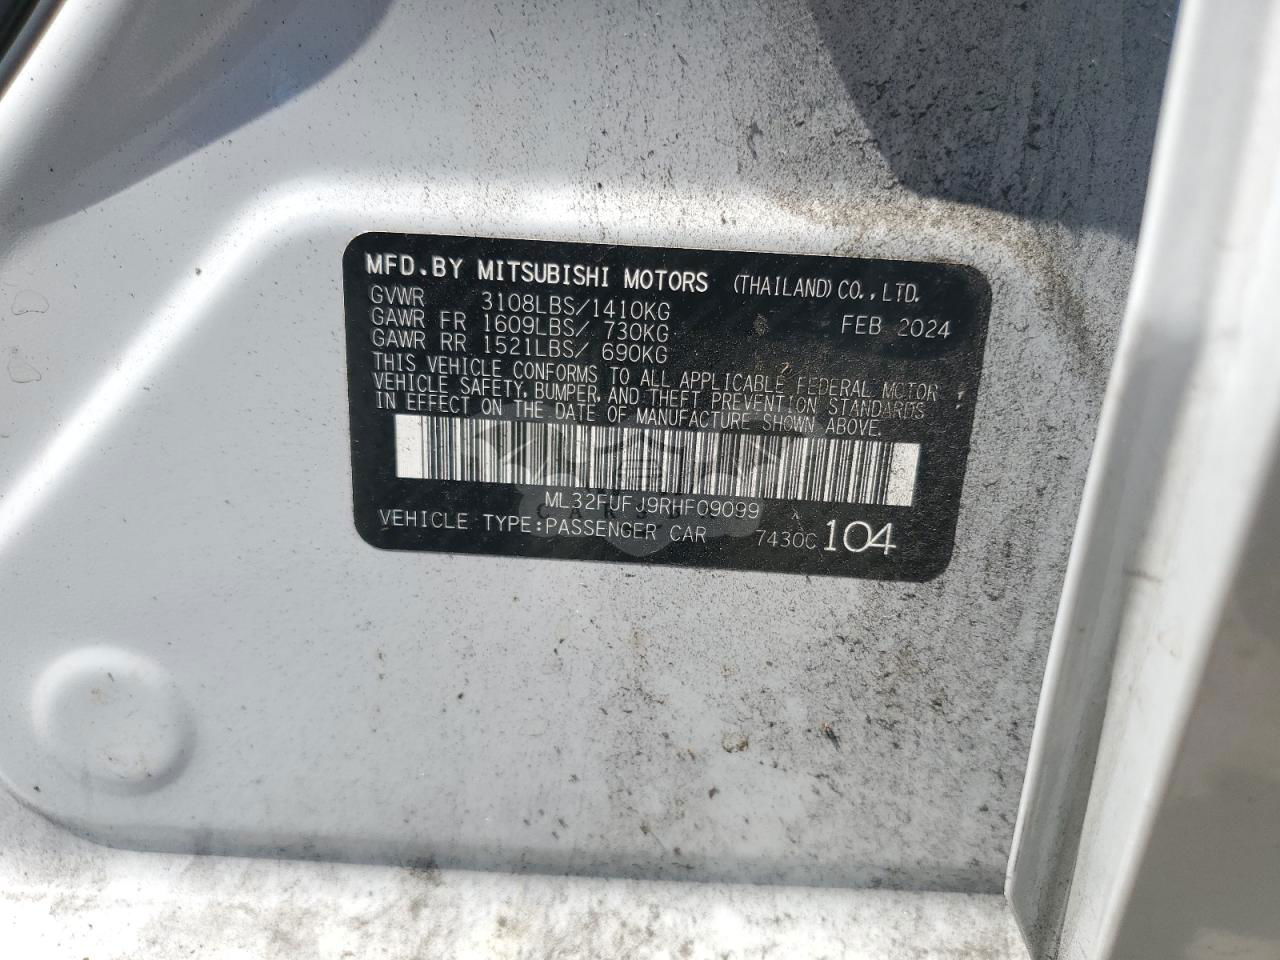 MFD.BY MITSUBISHI MOTORS (THAILAND)CO.,LTD.
GVWR 3108LBS/1410KG FEB 2024
GAWR FR 1609LBS/ 730KG
GAWR RR 1521LBS/ 690KG
THIS VEHICLE CONFORMS TO ALL APPLICABLE FEDERAL MOTOR
VEHICLE SAFETY, BUMPER, AND THEFT PREVENTION STANDARDS
IN EFFECT ON THE DATE OF MANUFACTURE SHOWN ABOVE.
ML32FUFJ9RHF09099
VEHICLE TYPE:PASSENGER CAR 7430C 104